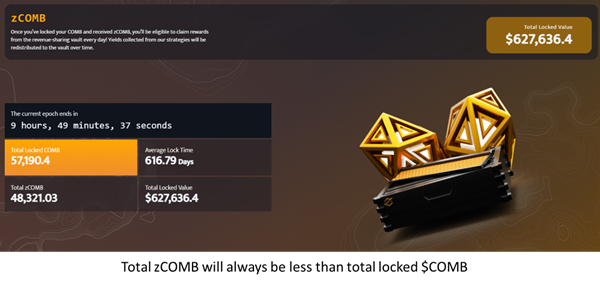 zCOMB
Once you've locked your COMB and received zCOMB, you'll be eligible to claim rewards
from the revenue-sharing vault every day! Yields collected from our strategies will be
redistributed to the vault over time.
Total Locked Value
$627,636.4
The current epoch ends in
9 hours, 49 minutes, 37 seconds
Total Locked COMB
57,190.4
Average Lock Time
616.79 Days
Total zCOMB
48,321.03
Total Locked Value
$627,636.4
Total zCOMB will always be less than total locked $COMB